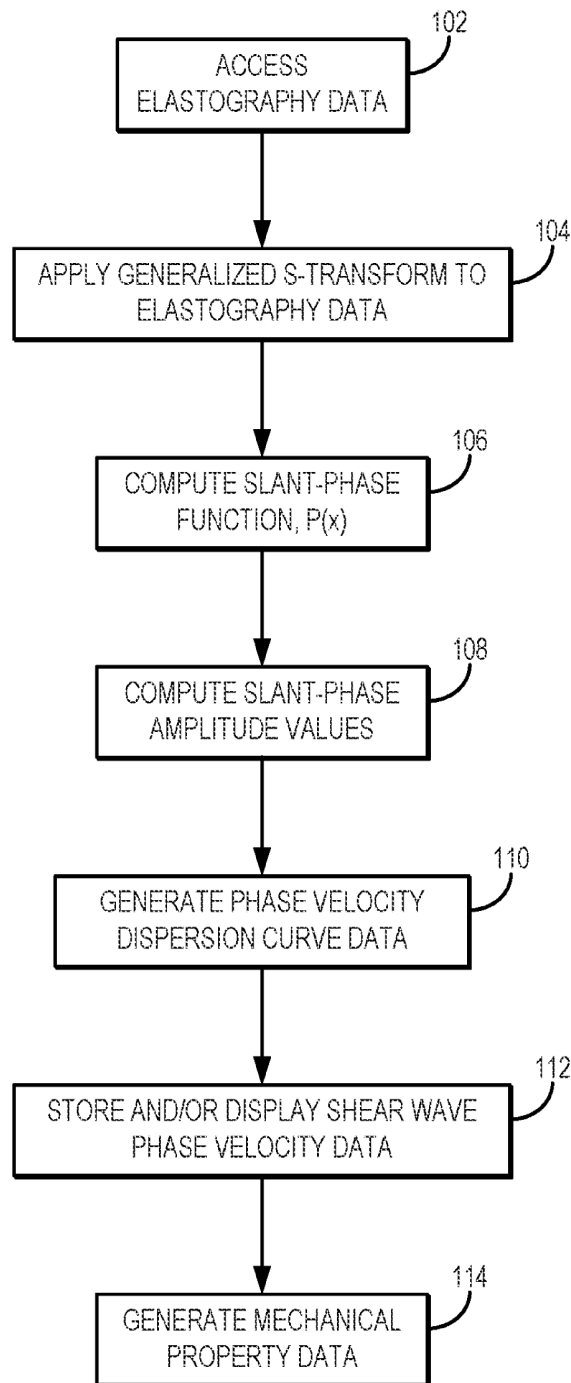 102
ACCESS
ELASTOGRAPHY DATA
104
APPLY GENERALIZED S-TRANSFORM TO
ELASTOGRAPHY DATA
106
COMPUTE SLANT-PHASE
FUNCTION, P(x)
108
COMPUTE SLANT-PHASE
AMPLITUDE VALUES
110
GENERATE PHASE VELOCITY
DISPERSION CURVE DATA
112
STORE AND/OR DISPLAY SHEAR WAVE
PHASE VELOCITY DATA
114
GENERATE MECHANICAL
PROPERTY DATA